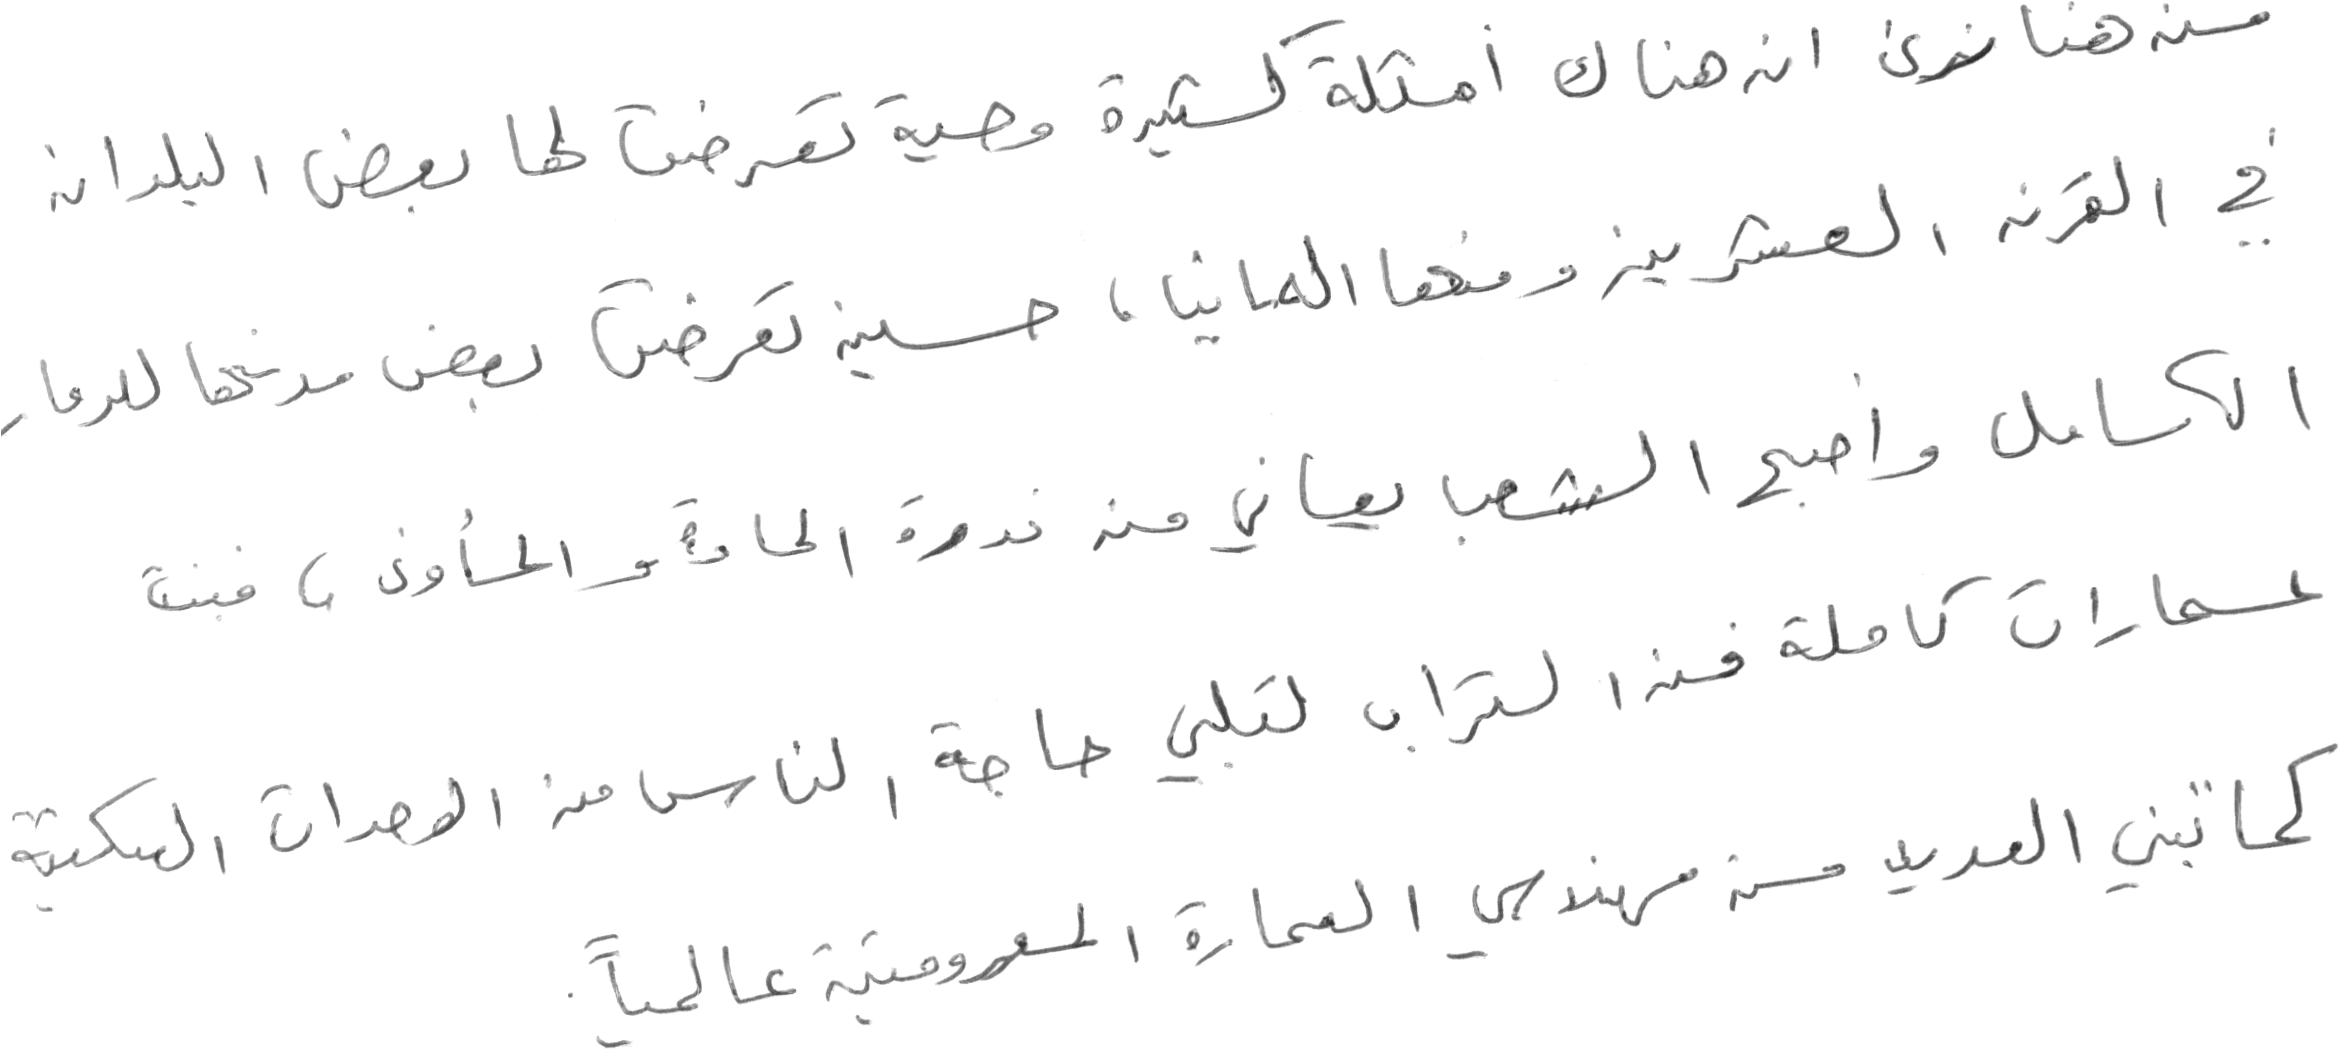 من هنا نرى ان هناك أمثلة كثيرة وحية تعرضت لها بعض البلدان
في القرن العشرين ومنها المانيا، حين تعرضت بعض مدنها للدمار
الكامل وأصبح الشعب يعاني من ندرة المادة والمأوى، فبنت
عمارات كاملة من التراب لتلبي حاجة الناس من الوحدات السكنية
كما تبنى العديد من مهندسي العمارة المعروفين عالمياً.